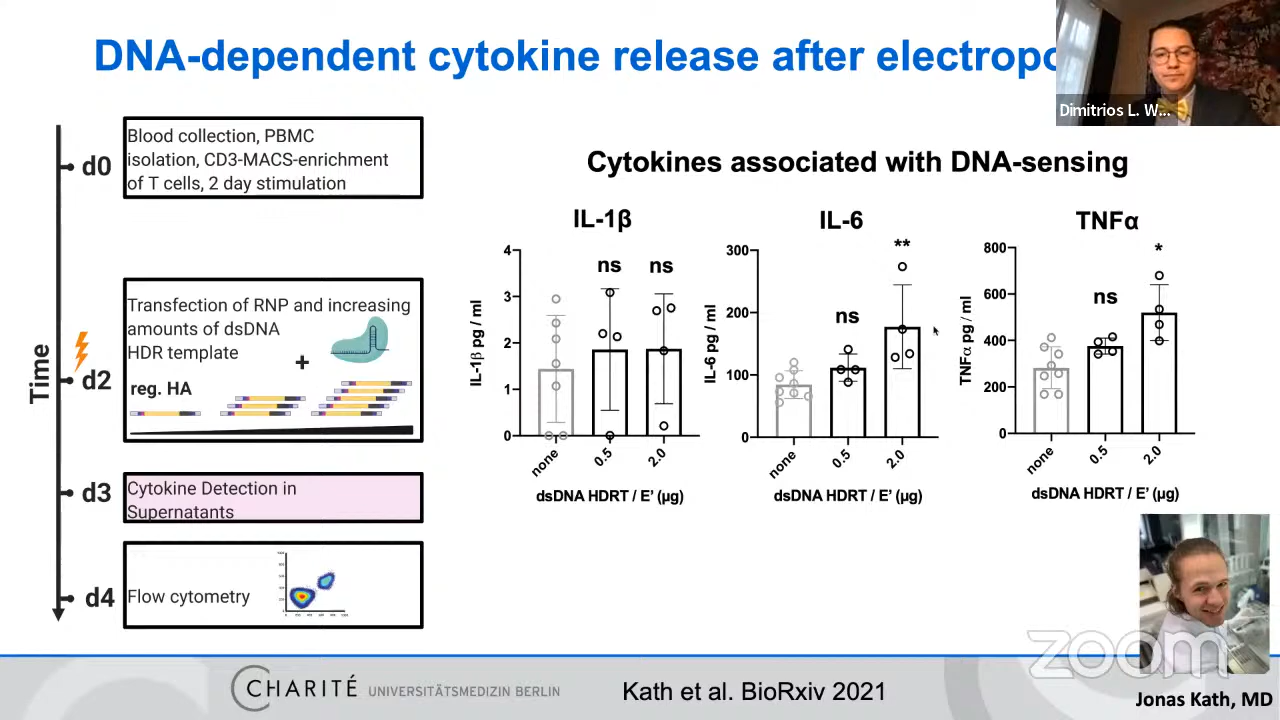 DNA-dependent cytokine release after electropo
Dimitrios L. W...
Time
d0
Blood collection, PBMC
isolation, CD3-MACS-enrichment
of T cells, 2 day stimulation
d2
Transfection of RNP and increasing
amounts of dsDNA
HDR template
+
reg. HA
d3
Cytokine Detection in
Supernatants
d4
Flow cytometry
Cytokines associated with DNA-sensing
IL-1β
IL-1β pg / ml
4
3
2
1
0
ns
ns
none
0.5
2.0
dsDNA HDRT / E’ (µg)
IL-6
IL-6 pg / ml
300
200
100
0
ns
**
none
0.5
2.0
dsDNA HDRT / E’ (µg)
TNFα
TNFα pg / ml
800
600
400
200
0
ns
*
none
0.5
2.0
dsDNA HDRT / E’ (µg)
zoom
CHARITÉ UNIVERSITÄTSMEDIZIN BERLIN
Kath et al. BioRxiv 2021
Jonas Kath, MD